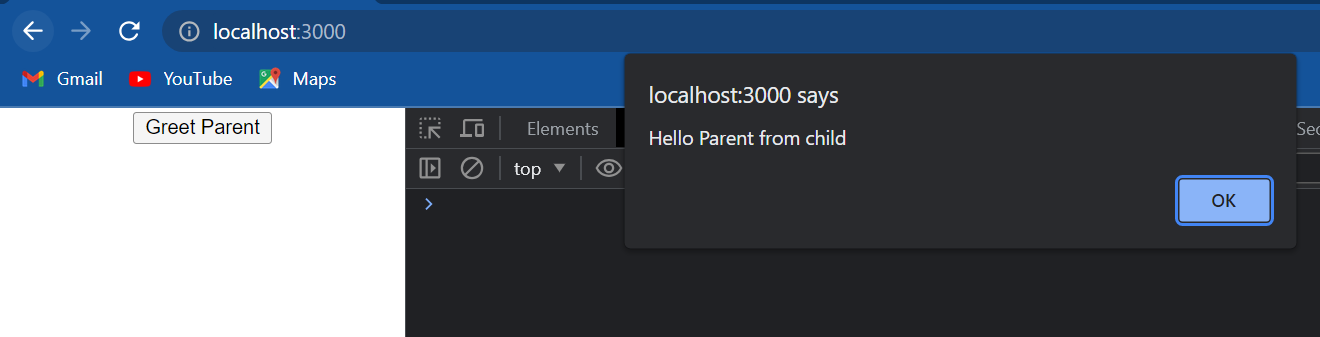 localhost:3000
Gmail YouTube Maps
localhost:3000 says
Hello Parent from child
OK
Greet Parent
Elements
top